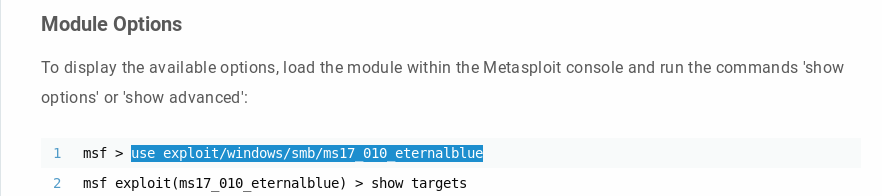 Module Options
To display the available options, load the module within the Metasploit console and run the commands 'show
options' or 'show advanced':
1 msf > use exploit/windows/smb/ms17_010_eternalblue
2 msf exploit(ms17_010_eternalblue) > show targets